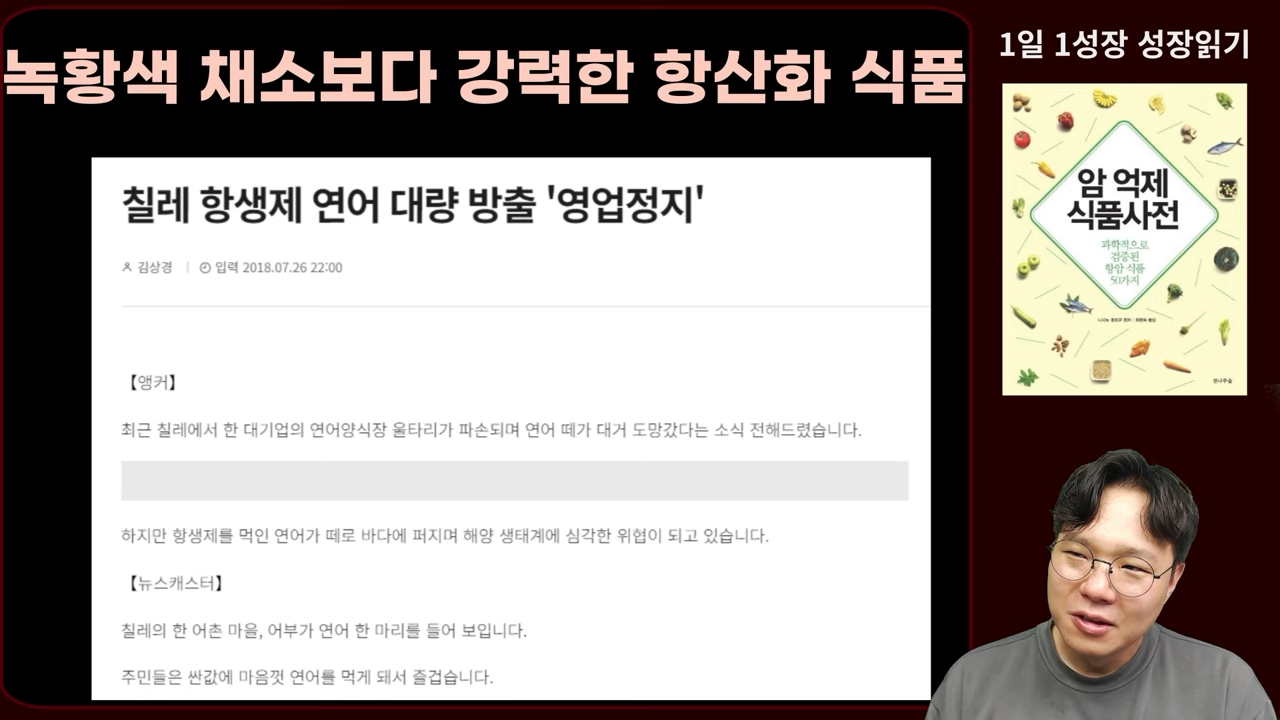 녹황색 채소보다 강력한 항산화 식품
1일 1성장 성장읽기
칠레 항생제 연어 대량 방출 '영업정지'
김상경 | 입력 2018.07.26 22:00
【앵커】
최근 칠레에서 한 대기업의 연어양식장 울타리가 파손되며 연어 떼가 대거 도망갔다는 소식 전해드렸습니다.
하지만 항생제를 먹인 연어가 떼로 바다에 퍼지며 해양 생태계에 심각한 위협이 되고 있습니다.
【뉴스캐스터】
칠레의 한 어촌 마을, 어부가 연어 한 마리를 들어 보입니다.
주민들은 싼값에 마음껏 연어를 먹게 돼서 즐겁습니다.
암 억제
식품사전
과학적으로
검증된
항암 식품
50가지
전나무숲